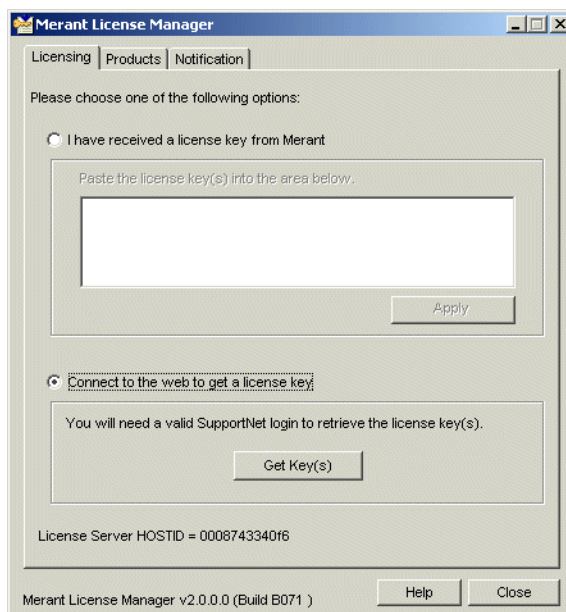 Merant License Manager
Licensing Products Notification
Please choose one of the following options:
I have received a license key from Merant
Paste the license key(s) into the area below.
Apply
Connect to the web to get a license key
You will need a valid SupportNet login to retrieve the license key(s).
Get Key(s)
License Server HOSTID = 0008743340f6
Merant License Manager v2.0.0.0 (Build B071 )
Help Close